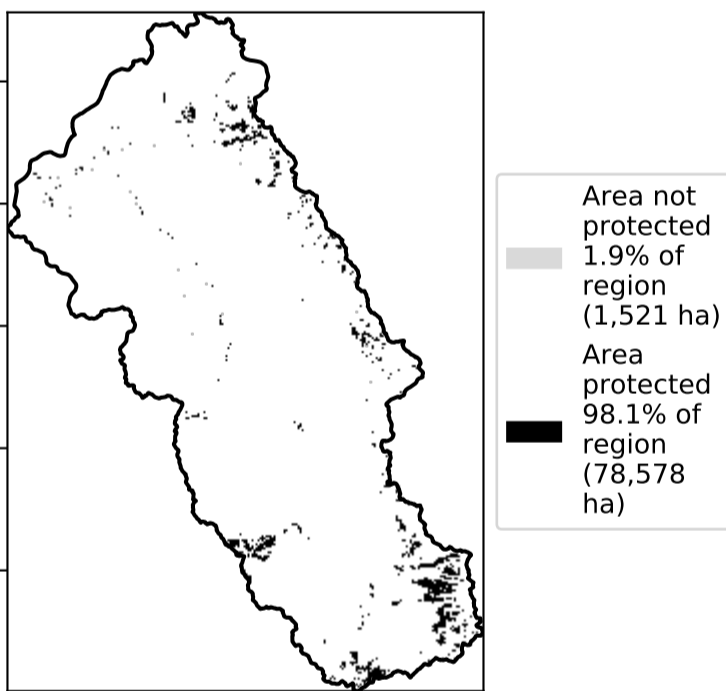 Area not
protected
1.9% of
region
(1,521 ha)
Area
protected
98.1% of
region
(78,578
ha)